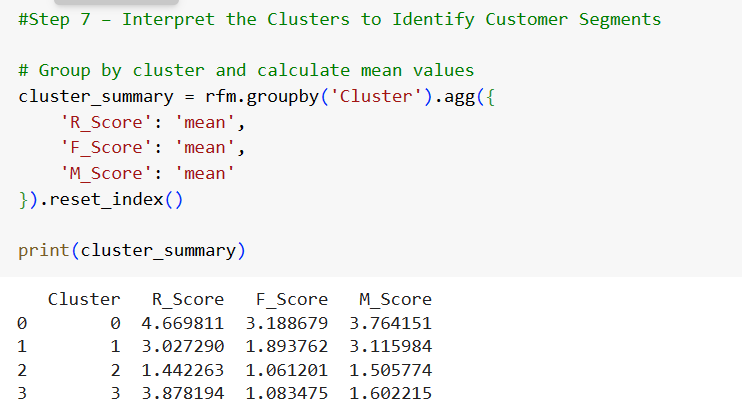 #Step 7 – Interpret the Clusters to Identify Customer Segments
# Group by cluster and calculate mean values
cluster_summary = rfm.groupby('Cluster').agg({
    'R_Score': 'mean',
    'F_Score': 'mean',
    'M_Score': 'mean'
}).reset_index()
print(cluster_summary)
   Cluster   R_Score   F_Score   M_Score
0        0  4.669811  3.188679  3.764151
1        1  3.027290  1.893762  3.115984
2        2  1.442263  1.061201  1.505774
3        3  3.878194  1.083475  1.602215